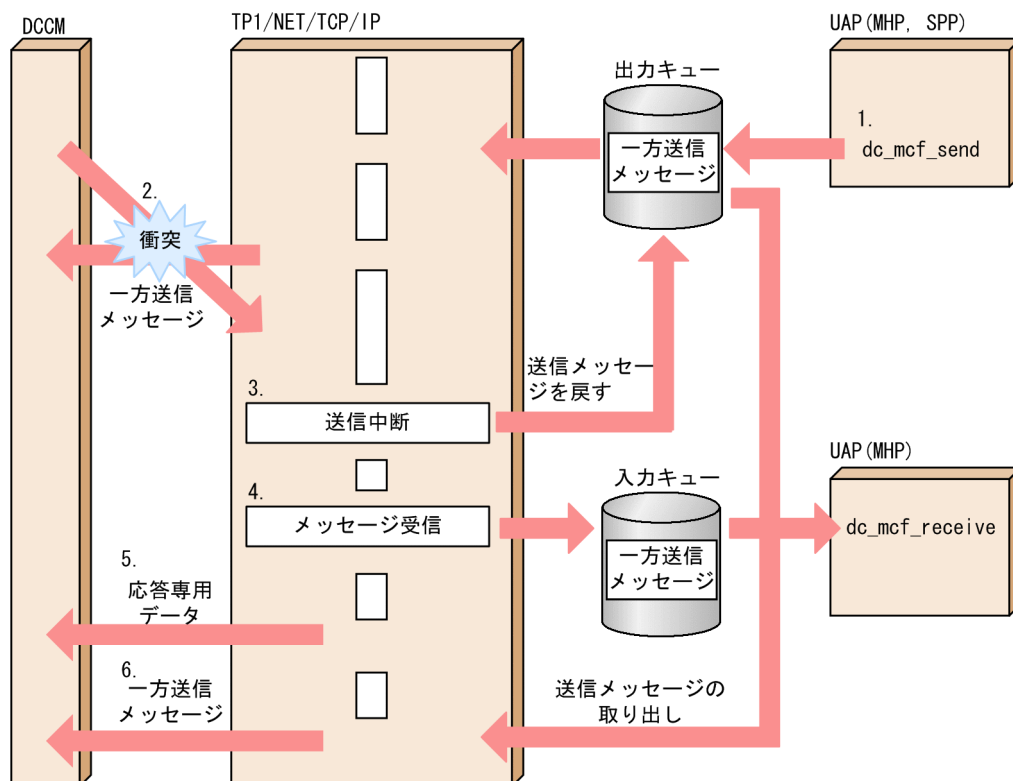 DCCM
TP1/NET/TCP/IP
UAP(MHP, SPP)
出力キュー
一方送信
メッセージ
1.
dc_mcf_send
2.
衝突
一方送信
メッセージ
送信メッセー
ジを戻す
3.
送信中断
4.
メッセージ受信
入力キュー
一方送信
メッセージ
UAP(MHP)
dc_mcf_receive
5.
応答専用
データ
6.
一方送信
メッセージ
送信メッセージの
取り出し